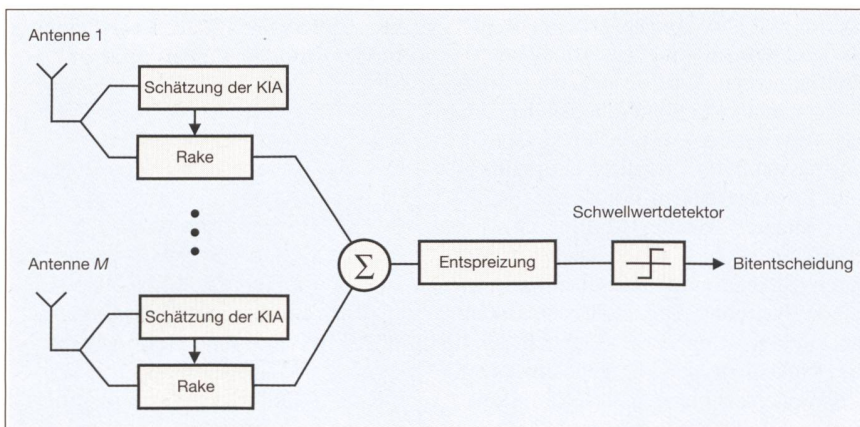 Antenne 1
Schätzung der KIA
Rake
Schwellwertdetektor
Antenne M
Σ
Entspreizung
Bitentscheidung
Schätzung der KIA
Rake